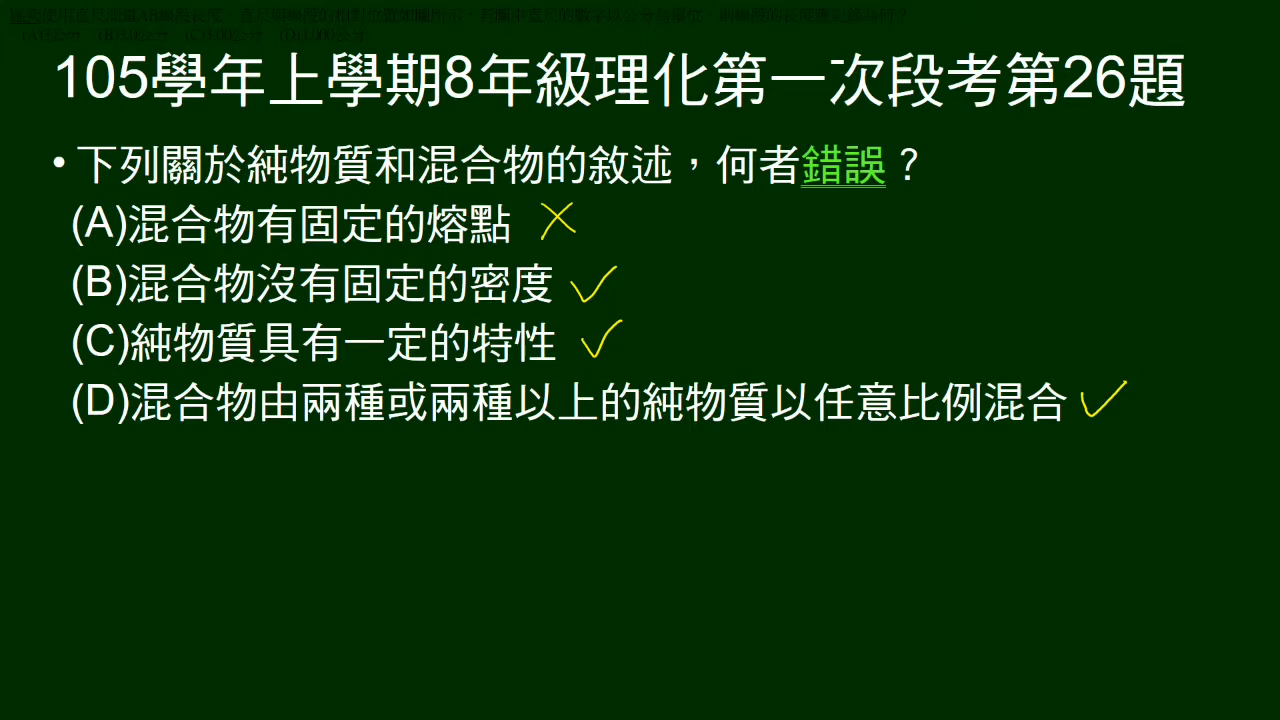 105學年上學期8年級理化第一次段考第26題
• 下列關於純物質和混合物的敘述，何者錯誤？
(A)混合物有固定的熔點
(B)混合物沒有固定的密度
(C)純物質具有一定的特性
(D)混合物由兩種或兩種以上的純物質以任意比例混合